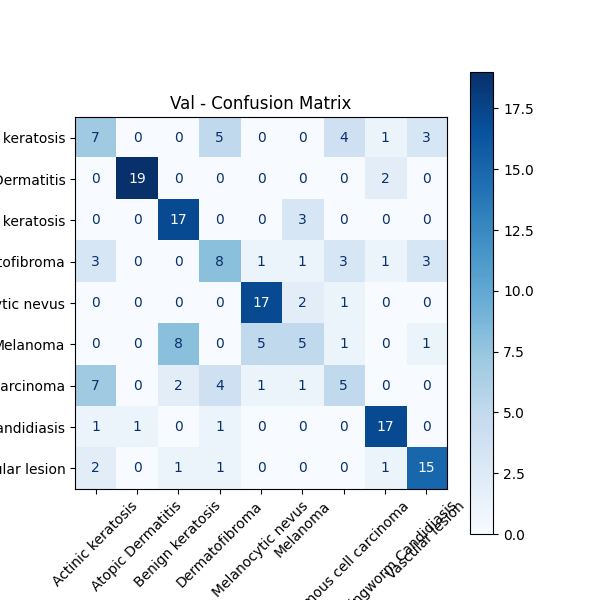 Val - Confusion Matrix
17.5
15.0
12.5
10.0
7.5
5.0
2.5
0.0
keratosis 7 0 0 5 0 0 4 1 3
Dermatitis 0 19 0 0 0 0 0 2 0
keratosis 0 0 17 0 0 3 0 0 0
tofibroma 3 0 0 8 1 1 3 1 3
tic nevus 0 0 0 0 17 2 1 0 0
Melanoma 0 0 8 0 5 5 1 0 1
arcinoma 7 0 2 4 1 1 5 0 0
andidiasis 1 1 0 1 0 0 0 17 0
ular lesion 2 0 1 1 0 0 0 1 15
Actinic keratosis
Atopic Dermatitis
Benign keratosis
Dermatofibroma
Melanocytic nevus
Melanoma
mous cell carcinoma
ngworm Candidiasis
Vascular lesion